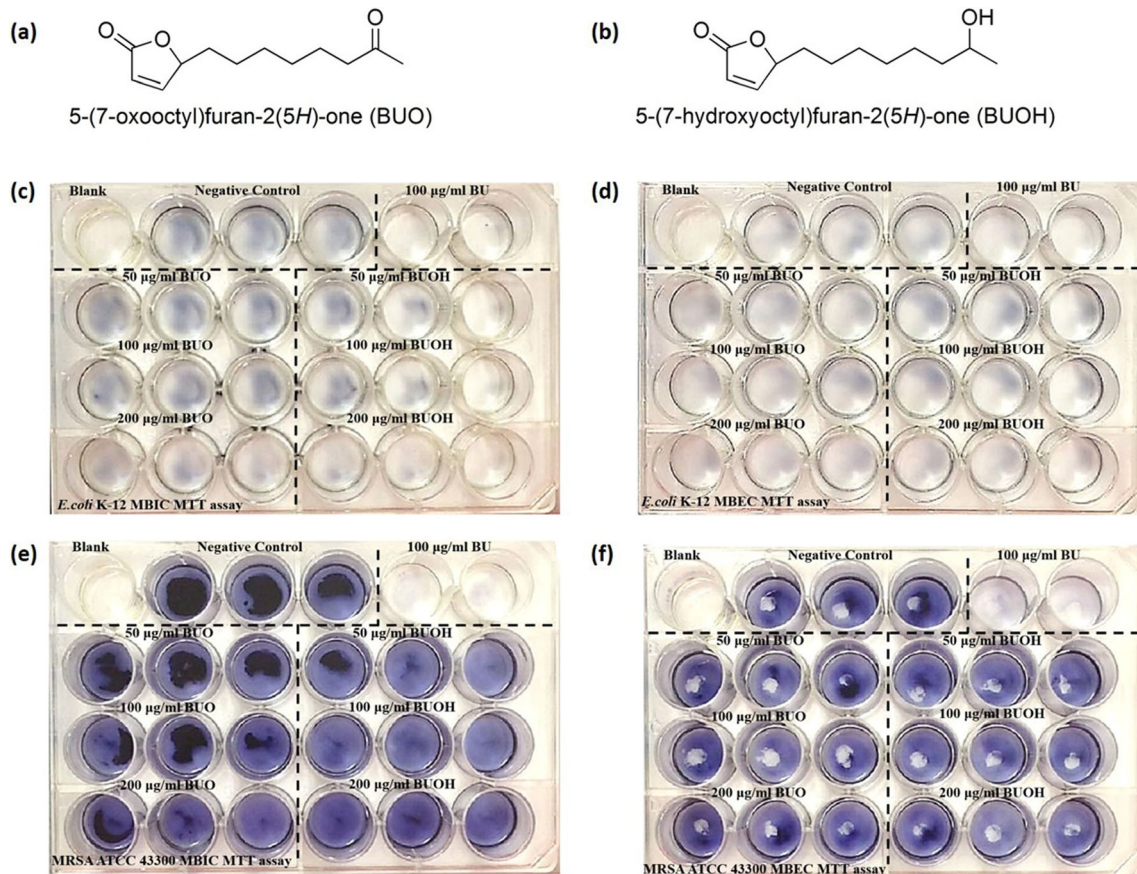 (a)
O
O
O
5-(7-oxooctyl)furan-2(5H)-one (BUO)
(b)
O
O
OH
5-(7-hydroxyoctyl)furan-2(5H)-one (BUOH)
(c)
Blank Negative Control 100 μg/ml BU
50 μg/ml BUO 50 μg/ml BUOH
100 μg/ml BUO 100 μg/ml BUOH
200 μg/ml BUO 200 μg/ml BUOH
E.coli K-12 MBIC MTT assay
(d)
Blank Negative Control 100 μg/ml BU
50 μg/ml BUO 50 μg/ml BUOH
100 μg/ml BUO 100 μg/ml BUOH
200 μg/ml BUO 200 μg/ml BUOH
E.coli K-12 MBEC MTT assay
(e)
Blank Negative Control 100 μg/ml BU
50 μg/ml BUO 50 μg/ml BUOH
100 μg/ml BUO 100 μg/ml BUOH
200 μg/ml BUO 200 μg/ml BUOH
MRSA ATCC 43300 MBIC MTT assay
(f)
Blank Negative Control 100 μg/ml BU
50 μg/ml BUO 50 μg/ml BUOH
100 μg/ml BUO 100 μg/ml BUOH
200 μg/ml BUO 200 μg/ml BUOH
MRSA ATCC 43300 MBEC MTT assay